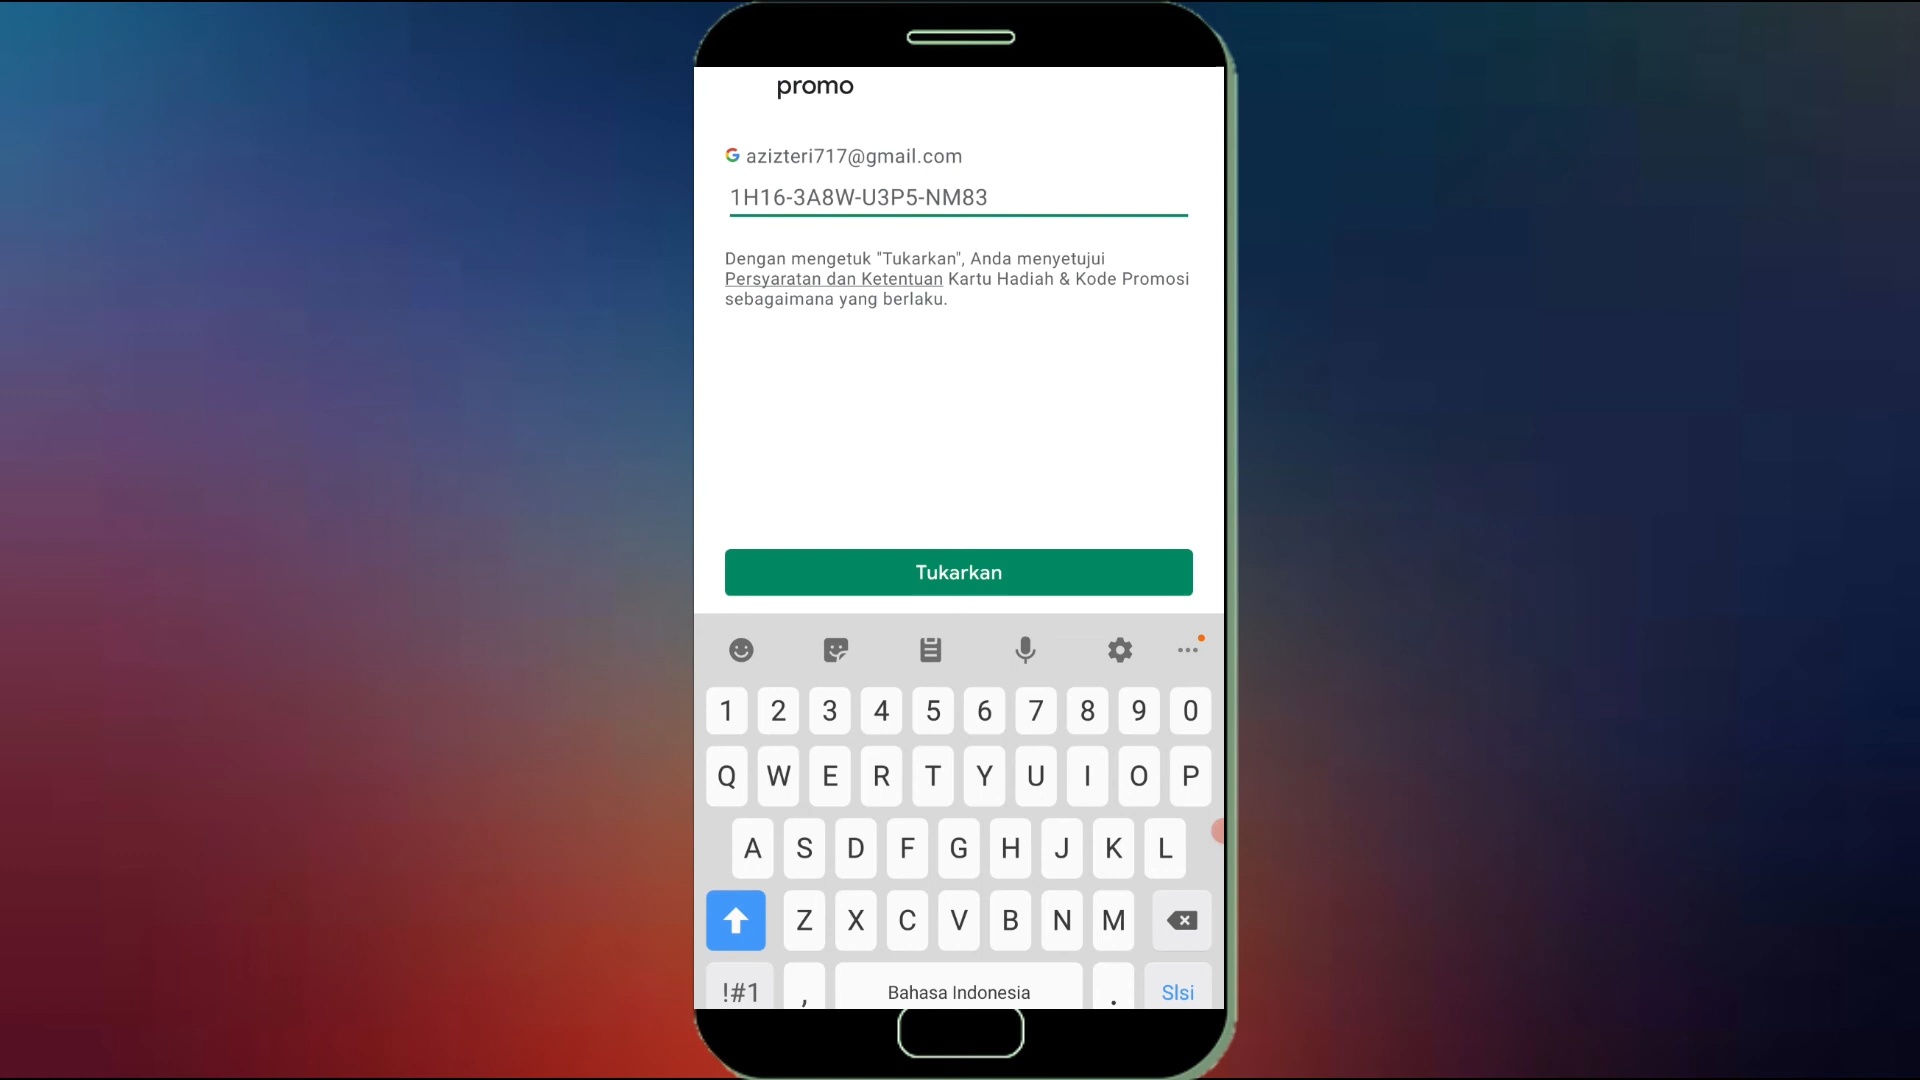 promo
azizteri717@gmail.com
1H16-3A8W-U3P5-NM83
Dengan mengetuk "Tukarkan", Anda menyetujui
Persyaratan dan Ketentuan Kartu Hadiah & Kode Promosi
sebagaimana yang berlaku.
Tukarkan
1 2 3 4 5 6 7 8 9 0
Q W E R T Y U I O P
A S D F G H J K L
Z X C V B N M
!#1 , Bahasa Indonesia . Slsi